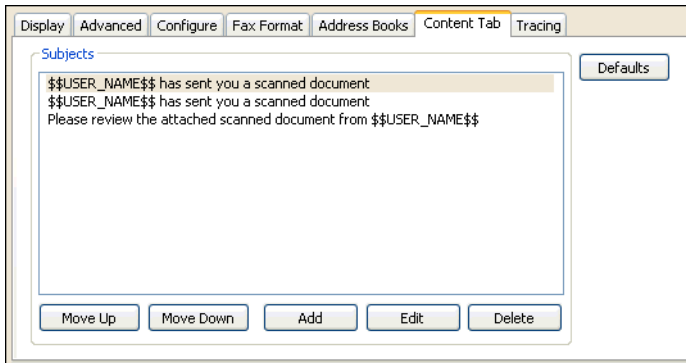 Display Advanced Configure Fax Format Address Books Content Tab Tracing
Subjects
Defaults
$$USER_NAME$$ has sent you a scanned document
$$USER_NAME$$ has sent you a scanned document
Please review the attached scanned document from $$USER_NAME$$
Move Up Move Down Add Edit Delete